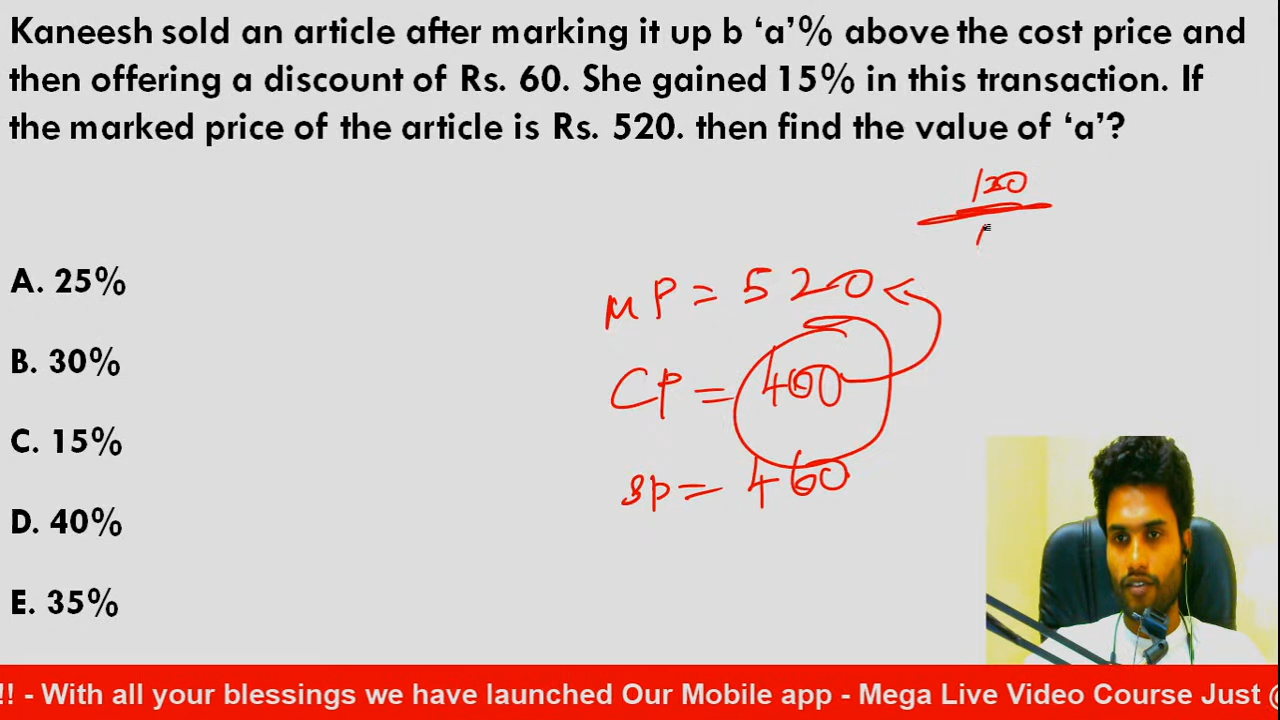 Kaneesh sold an article after marking it up b ‘a’% above the cost price and
then offering a discount of Rs. 60. She gained 15% in this transaction. If
the marked price of the article is Rs. 520. then find the value of ‘a’?
120
A. 25%
MP = 520
B. 30%
CP = 400
C. 15%
SP = 460
D. 40%
E. 35%
!! - With all your blessings we have launched Our Mobile app - Mega Live Video Course Just @